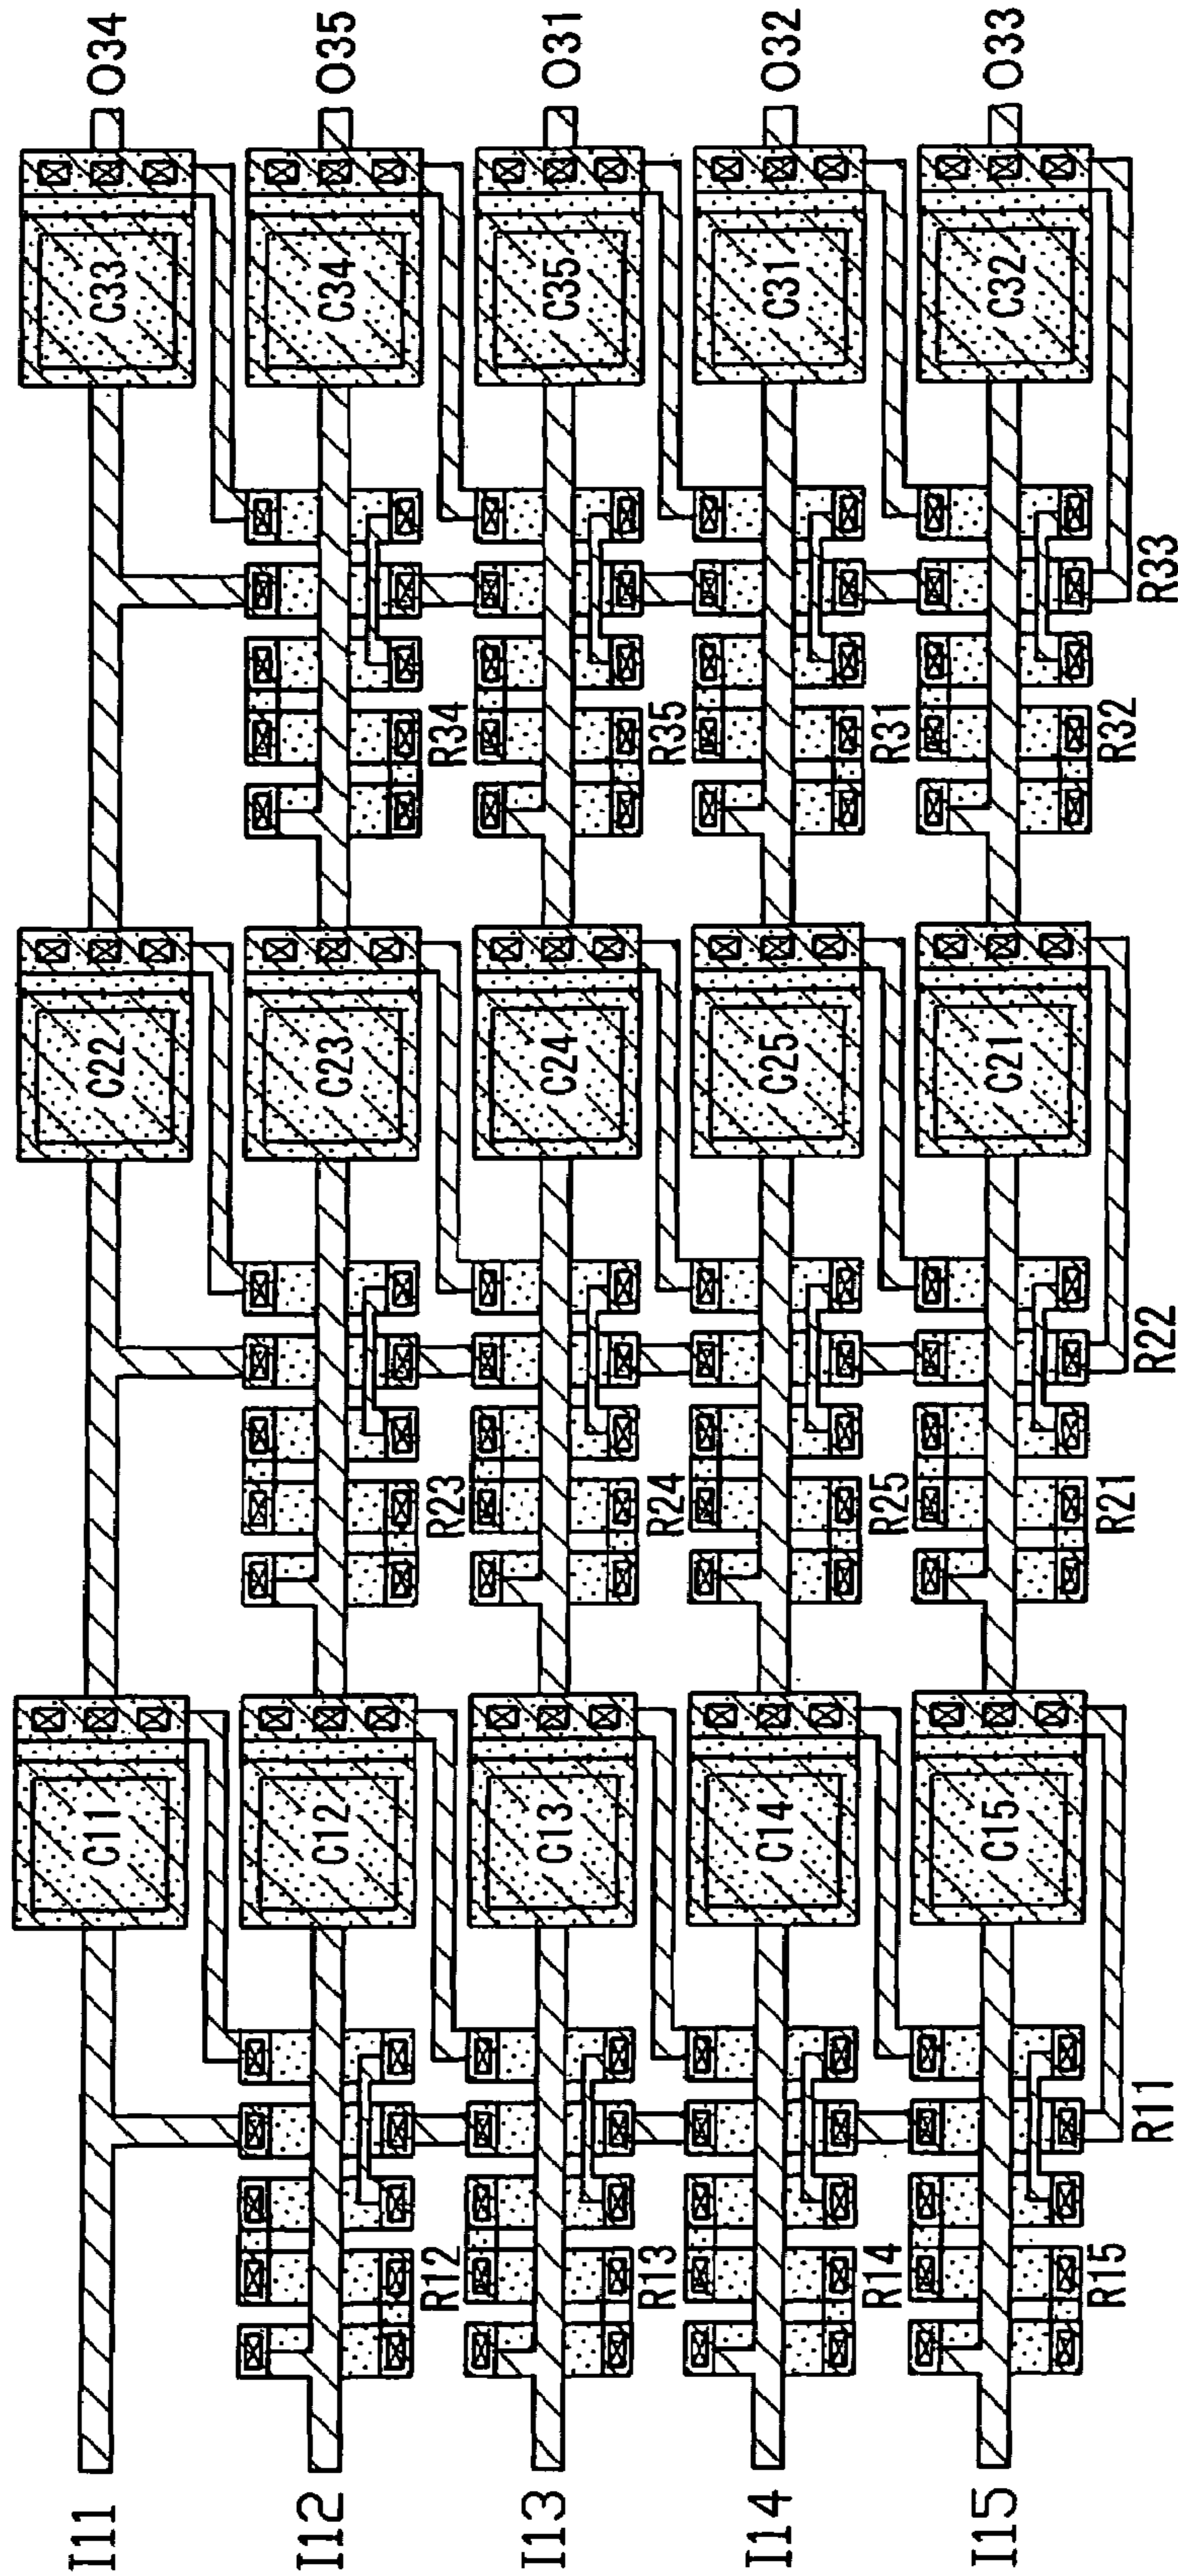 I11 C11 C22 C33 O34
I12 C12 C23 C34 O35
R12 R23 R34
I13 C13 C24 C35 O31
R13 R24 R35
I14 C14 C25 C31 O32
R14 R25 R31
I15 C15 C21 C32 O33
R15 R21 R32
R11 R22 R33